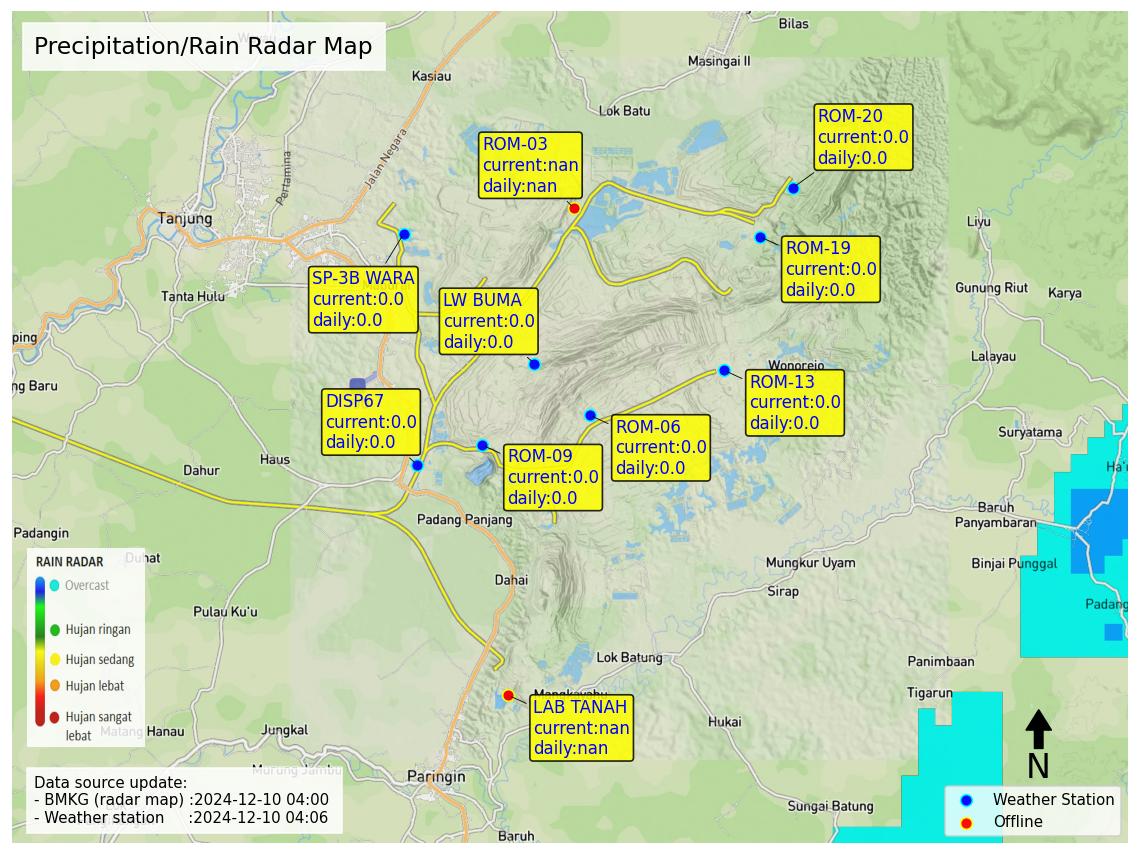 Precipitation/Rain Radar Map
Bilas
Masingai II
Kasiau
Lok Batu
Jalan Negara
Pertamina
Tanjung
Tanta Hulu
ROM-03
current:nan
daily:nan
ROM-20
current:0.0
daily:0.0
ROM-19
current:0.0
daily:0.0
SP-3B WARA
current:0.0
daily:0.0
LW BUMA
current:0.0
daily:0.0
Liyu
Gunung Riut
Karya
Lalayau
ping
ng Baru
Wonorejo
ROM-13
current:0.0
daily:0.0
DISP67
current:0.0
daily:0.0
ROM-06
current:0.0
daily:0.0
ROM-09
current:0.0
daily:0.0
Suryatama
Haus
Dahur
Padang Panjang
Baruh
Panyambaran
Padangin
Duhat
Binjai Punggal
Mungkur Uyam
Dahai
Sirap
Padang
Pulau Ku'u
Lok Batung
Panimbaan
Tigarun
Mangkayahu
LAB TANAH
current:nan
daily:nan
Hukai
Matang Hanau
Jungkal
Murung Jambu
Paringin
Sungai Batung
Baruh
RAIN RADAR
Overcast
Hujan ringan
Hujan sedang
Hujan lebat
Hujan sangat
lebat
Data source update:
- BMKG (radar map) :2024-12-10 04:00
- Weather station :2024-12-10 04:06
N
Weather Station
Offline